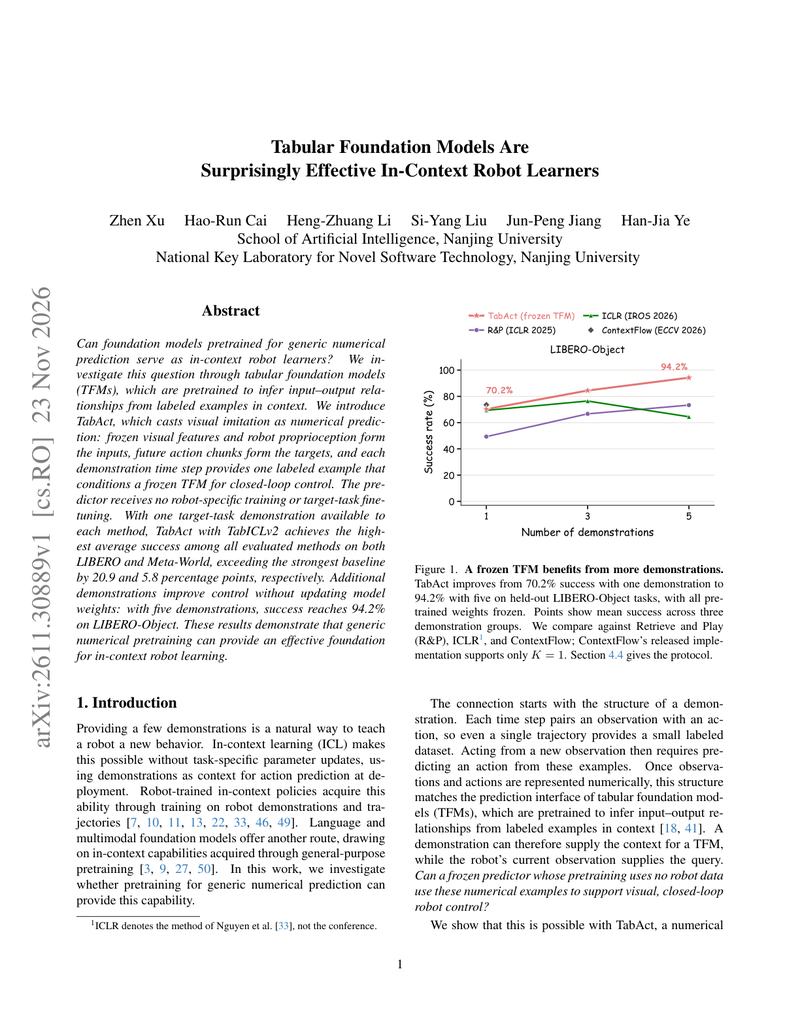 arXiv:2611.30889v1 [cs.RO] 23 Nov 2026
Tabular Foundation Models Are
Surprisingly Effective In-Context Robot Learners
Zhen Xu Hao-Run Cai Heng-Zhuang Li Si-Yang Liu Jun-Peng Jiang Han-Jia Ye
School of Artificial Intelligence, Nanjing University
National Key Laboratory for Novel Software Technology, Nanjing University
Abstract
Can foundation models pretrained for generic numerical
prediction serve as in-context robot learners? We in-
vestigate this question through tabular foundation models
(TFMs), which are pretrained to infer input–output rela-
tionships from labeled examples in context. We introduce
TabAct, which casts visual imitation as numerical predic-
tion: frozen visual features and robot proprioception form
the inputs, future action chunks form the targets, and each
demonstration time step provides one labeled example that
conditions a frozen TFM for closed-loop control. The pre-
dictor receives no robot-specific training or target-task fine-
tuning. With one target-task demonstration available to
each method, TabAct with TabICLv2 achieves the high-
est average success among all evaluated methods on both
LIBERO and Meta-World, exceeding the strongest baseline
by 20.9 and 5.8 percentage points, respectively. Additional
demonstrations improve control without updating model
weights: with five demonstrations, success reaches 94.2%
on LIBERO-Object. These results demonstrate that generic
numerical pretraining can provide an effective foundation
for in-context robot learning.
1. Introduction
Providing a few demonstrations is a natural way to teach
a robot a new behavior. In-context learning (ICL) makes
this possible without task-specific parameter updates, us-
ing demonstrations as context for action prediction at de-
ployment. Robot-trained in-context policies acquire this
ability through training on robot demonstrations and tra-
jectories [7, 10, 11, 13, 22, 33, 46, 49]. Language and
multimodal foundation models offer another route, drawing
on in-context capabilities acquired through general-purpose
pretraining [3, 9, 27, 50]. In this work, we investigate
whether pretraining for generic numerical prediction can
provide this capability.
1ICLR denotes the method of Nguyen et al. [33], not the conference.
TabAct (frozen TFM) ICLR (IROS 2026)
R&P (ICLR 2025) ContextFlow (ECCV 2026)
LIBERO-Object
Success rate (%)
100
80
60
40
20
0
70.2%
94.2%
1 3 5
Number of demonstrations
Figure 1. A frozen TFM benefits from more demonstrations.
TabAct improves from 70.2% success with one demonstration to
94.2% with five on held-out LIBERO-Object tasks, with all pre-
trained weights frozen. Points show mean success across three
demonstration groups. We compare against Retrieve and Play
(R&P), ICLR1, and ContextFlow; ContextFlow's released imple-
mentation supports only K = 1. Section 4.4 gives the protocol.
The connection starts with the structure of a demon-
stration. Each time step pairs an observation with an ac-
tion, so even a single trajectory provides a small labeled
dataset. Acting from a new observation then requires pre-
dicting an action from these examples. Once observa-
tions and actions are represented numerically, this structure
matches the prediction interface of tabular foundation mod-
els (TFMs), which are pretrained to infer input–output re-
lationships from labeled examples in context [18, 41]. A
demonstration can therefore supply the context for a TFM,
while the robot's current observation supplies the query.
Can a frozen predictor whose pretraining uses no robot data
use these numerical examples to support visual, closed-loop
robot control?
We show that this is possible with TabAct, a numerical
1